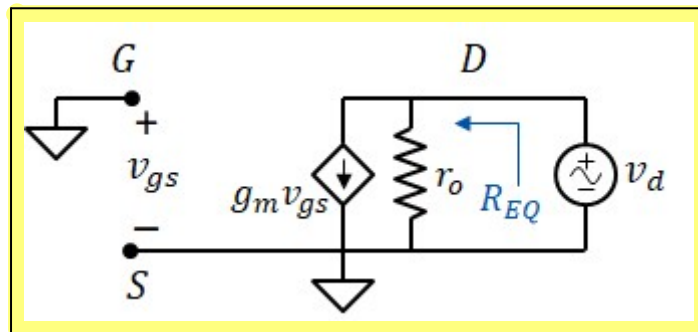 G D
+
v_gs g_m v_gs r_o R_EQ + − v_d
−
S